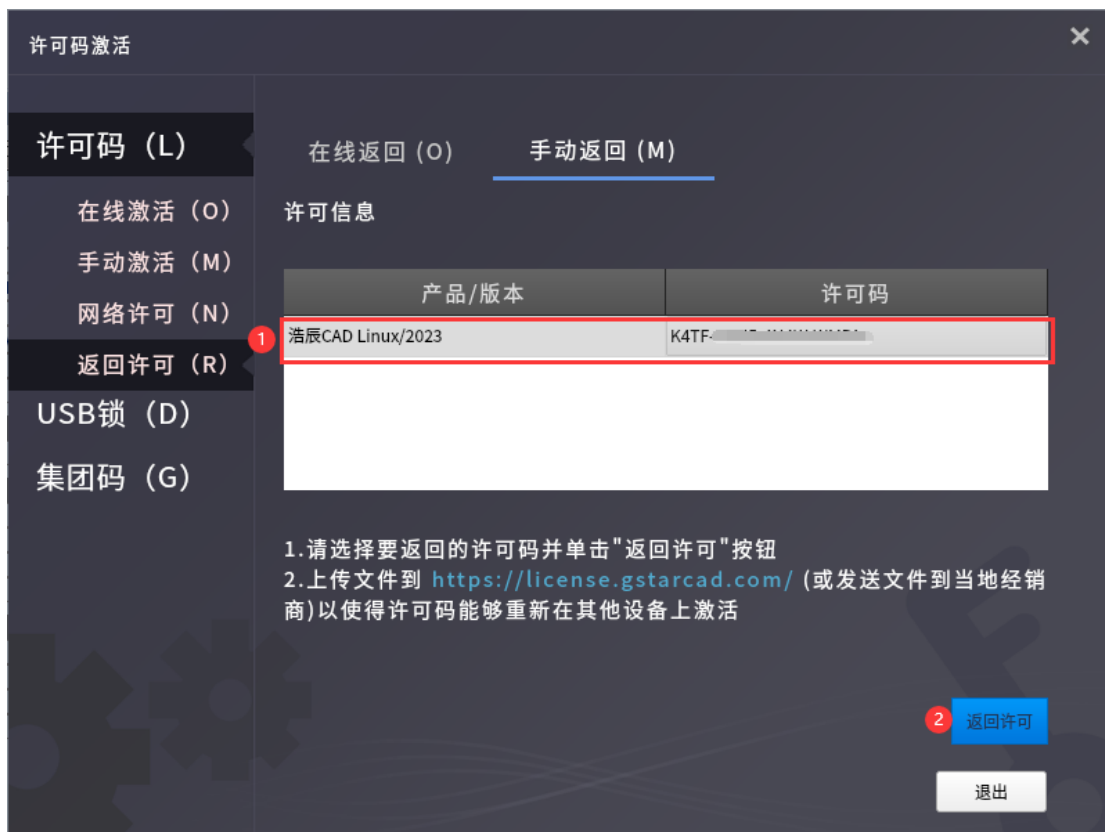 许可码激活
许可码（L）
在线返回 (O)
手动返回 (M)
在线激活（O）
许可信息
手动激活（M）
网络许可（N）
返回许可（R）
USB锁（D）
集团码（G）
产品/版本
许可码
1
浩辰CAD Linux/2023
K4TF-
1.请选择要返回的许可码并单击"返回许可"按钮
2.上传文件到 https://license.gstarcad.com/ (或发送文件到当地经销
商)以使得许可码能够重新在其他设备上激活
2
返回许可
退出